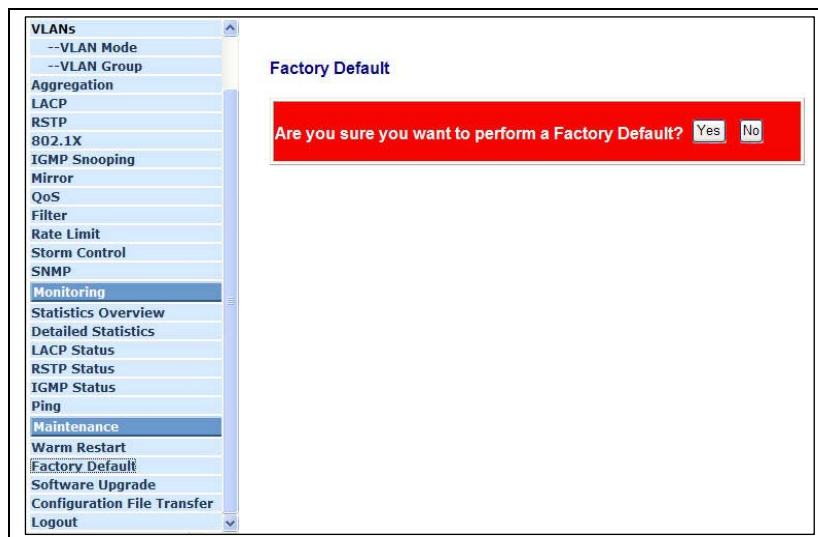 VLANs
--VLAN Mode
--VLAN Group
Aggregation
LACP
RSTP
802.1X
IGMP Snooping
Mirror
QoS
Filter
Rate Limit
Storm Control
SNMP
Monitoring
Statistics Overview
Detailed Statistics
LACP Status
RSTP Status
IGMP Status
Ping
Maintenance
Warm Restart
Factory Default
Software Upgrade
Configuration File Transfer
Logout
Factory Default
Are you sure you want to perform a Factory Default? Yes No